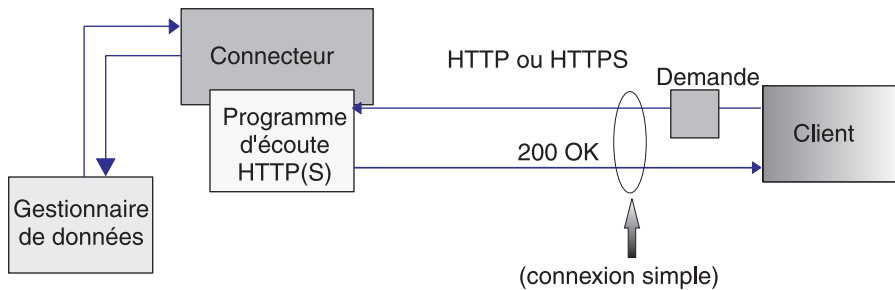 Connecteur
HTTP ou HTTPS
Demande
Programme
d'écoute
HTTP(S)
200 OK
Client
Gestionnaire
de données
(connexion simple)